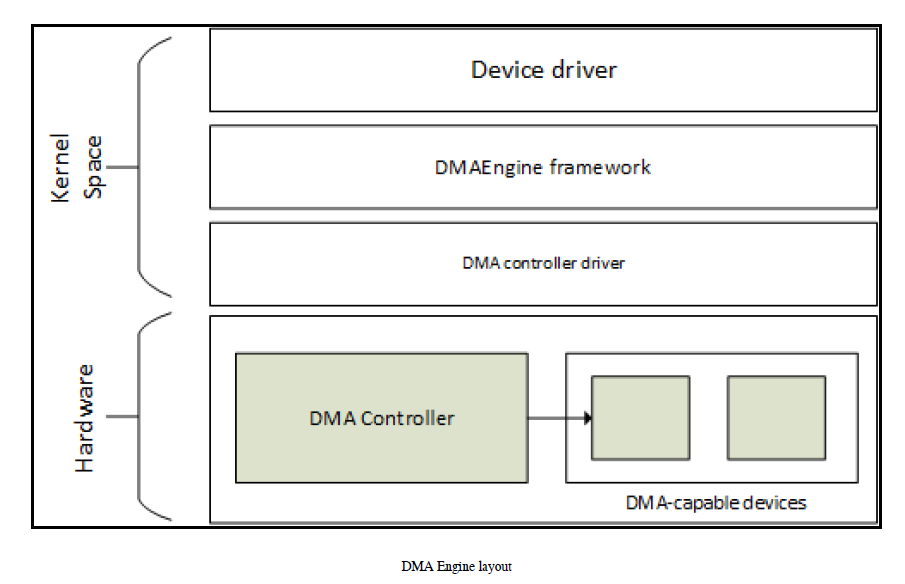 Device driver
Kernel
Space
DMAEngine framework
DMA controller driver
Hardware
DMA Controller
DMA-capable devices
DMA Engine layout